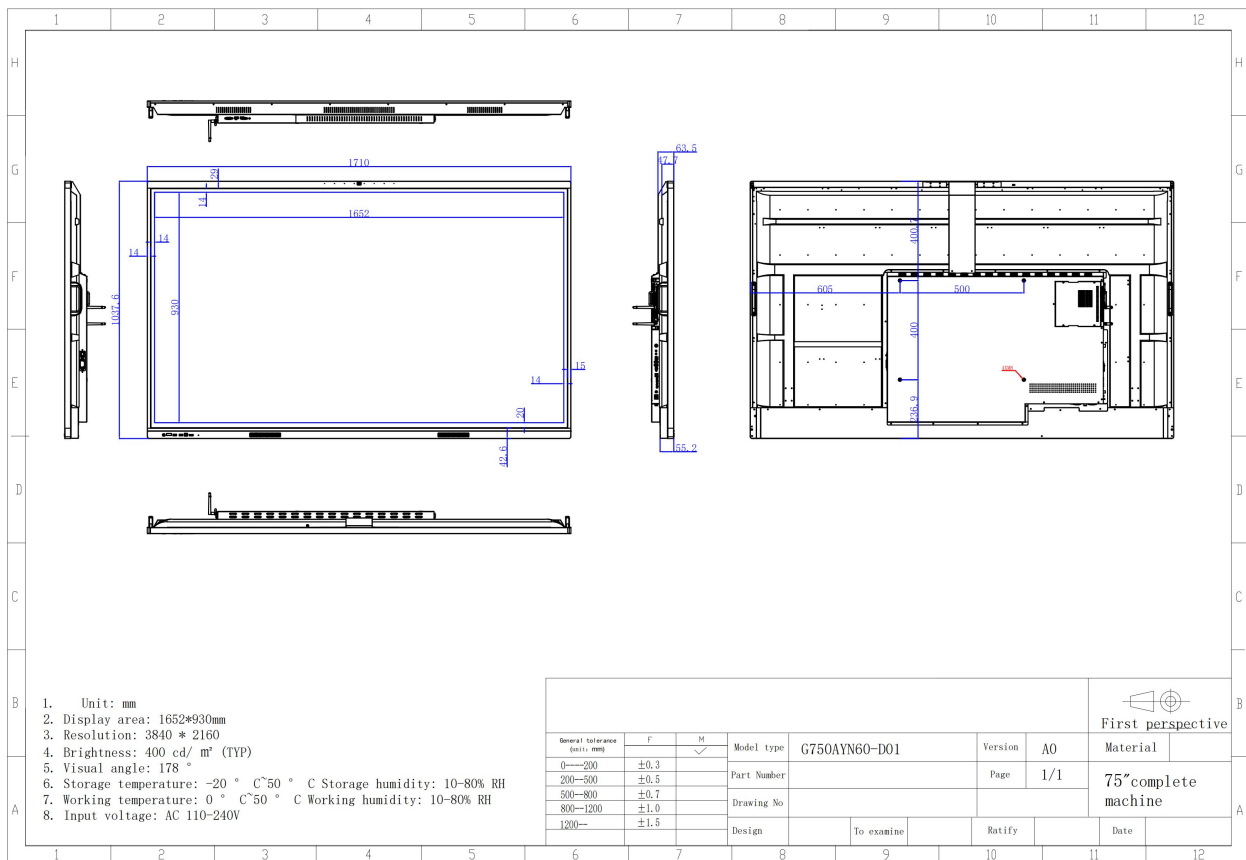 1 2 3 4 5 6 7 8 9 10 11 12
H H
G G
F F
E E
D D
C C
B B
A A
1710
29
14
1652
14
14
1037.6
930
15
14
20
42.6
63.5
47.7
55.2
400.7
605
500
400
236.9
1. Unit: mm
2. Display area: 1652*930mm
3. Resolution: 3840 * 2160
4. Brightness: 400 cd/ m² (TYP)
5. Visual angle: 178 °
6. Storage temperature: -20 ° C~50 ° C Storage humidity: 10-80% RH
7. Working temperature: 0 ° C~50 ° C Working humidity: 10-80% RH
8. Input voltage: AC 110-240V
First perspective
General tolerance (unit: mm) F M
0---200 ±0.3
200--500 ±0.5
500--800 ±0.7
800--1200 ±1.0
1200-- ±1.5
Model type G750AYN60-D01 Version A0 Material
Part Number Page 1/1
75"complete
machine
Drawing No
Design To examine Ratify Date
1 2 3 4 5 6 7 8 9 10 11 12